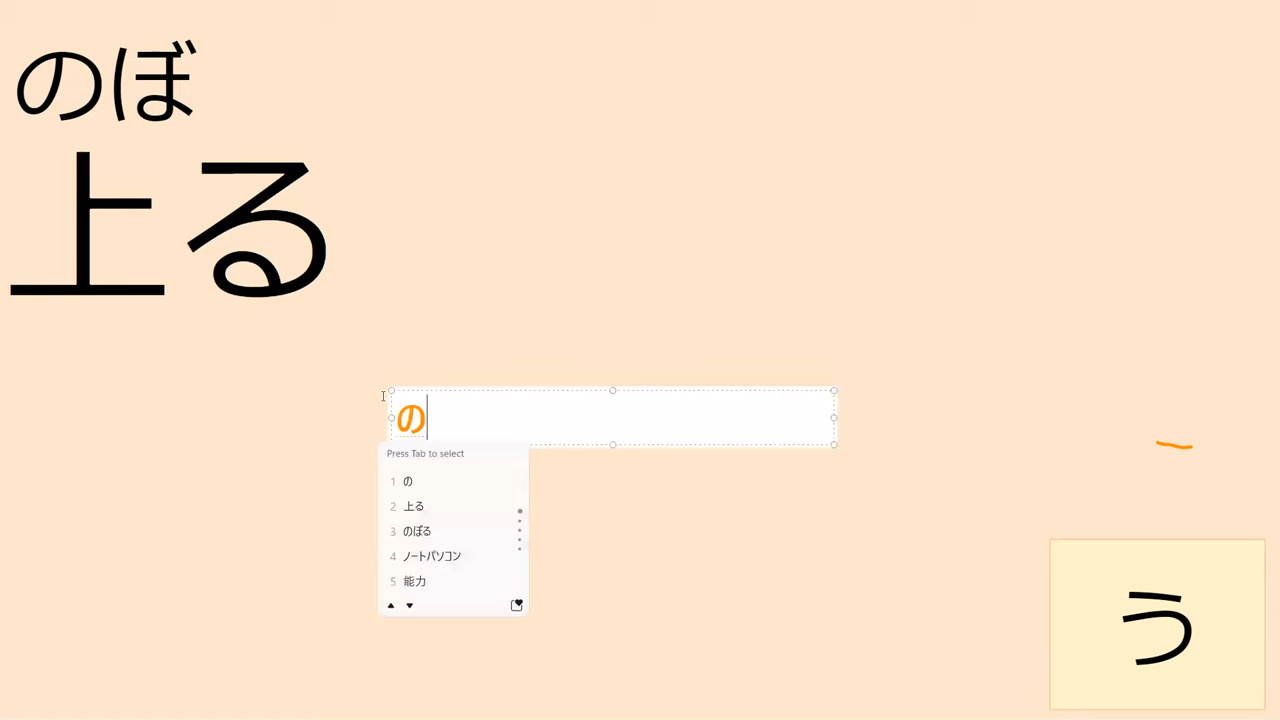 のぼ
上る
の
Press Tab to select
1 の
2 上る
3 のぼる
4 ノートパソコン
5 能力
う